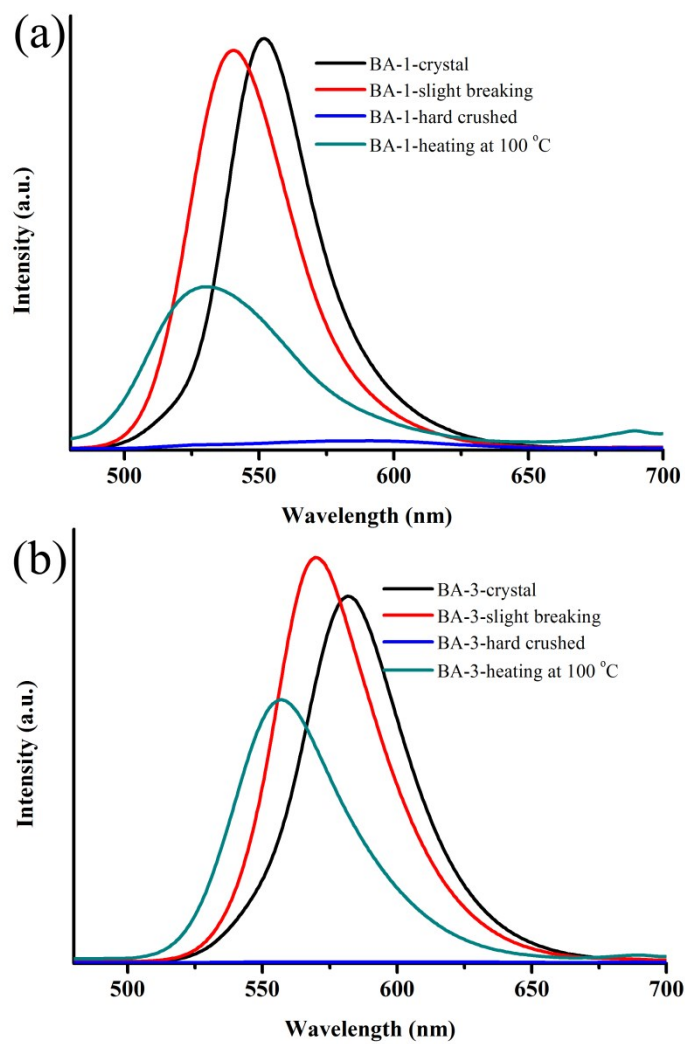 (a)
BA-1-crystal
BA-1-slight breaking
BA-1-hard crushed
BA-1-heating at 100 °C
Intensity (a.u.)
500 550 600 650 700
Wavelength (nm)
(b)
BA-3-crystal
BA-3-slight breaking
BA-3-hard crushed
BA-3-heating at 100 °C
Intensity (a.u.)
500 550 600 650 700
Wavelength (nm)